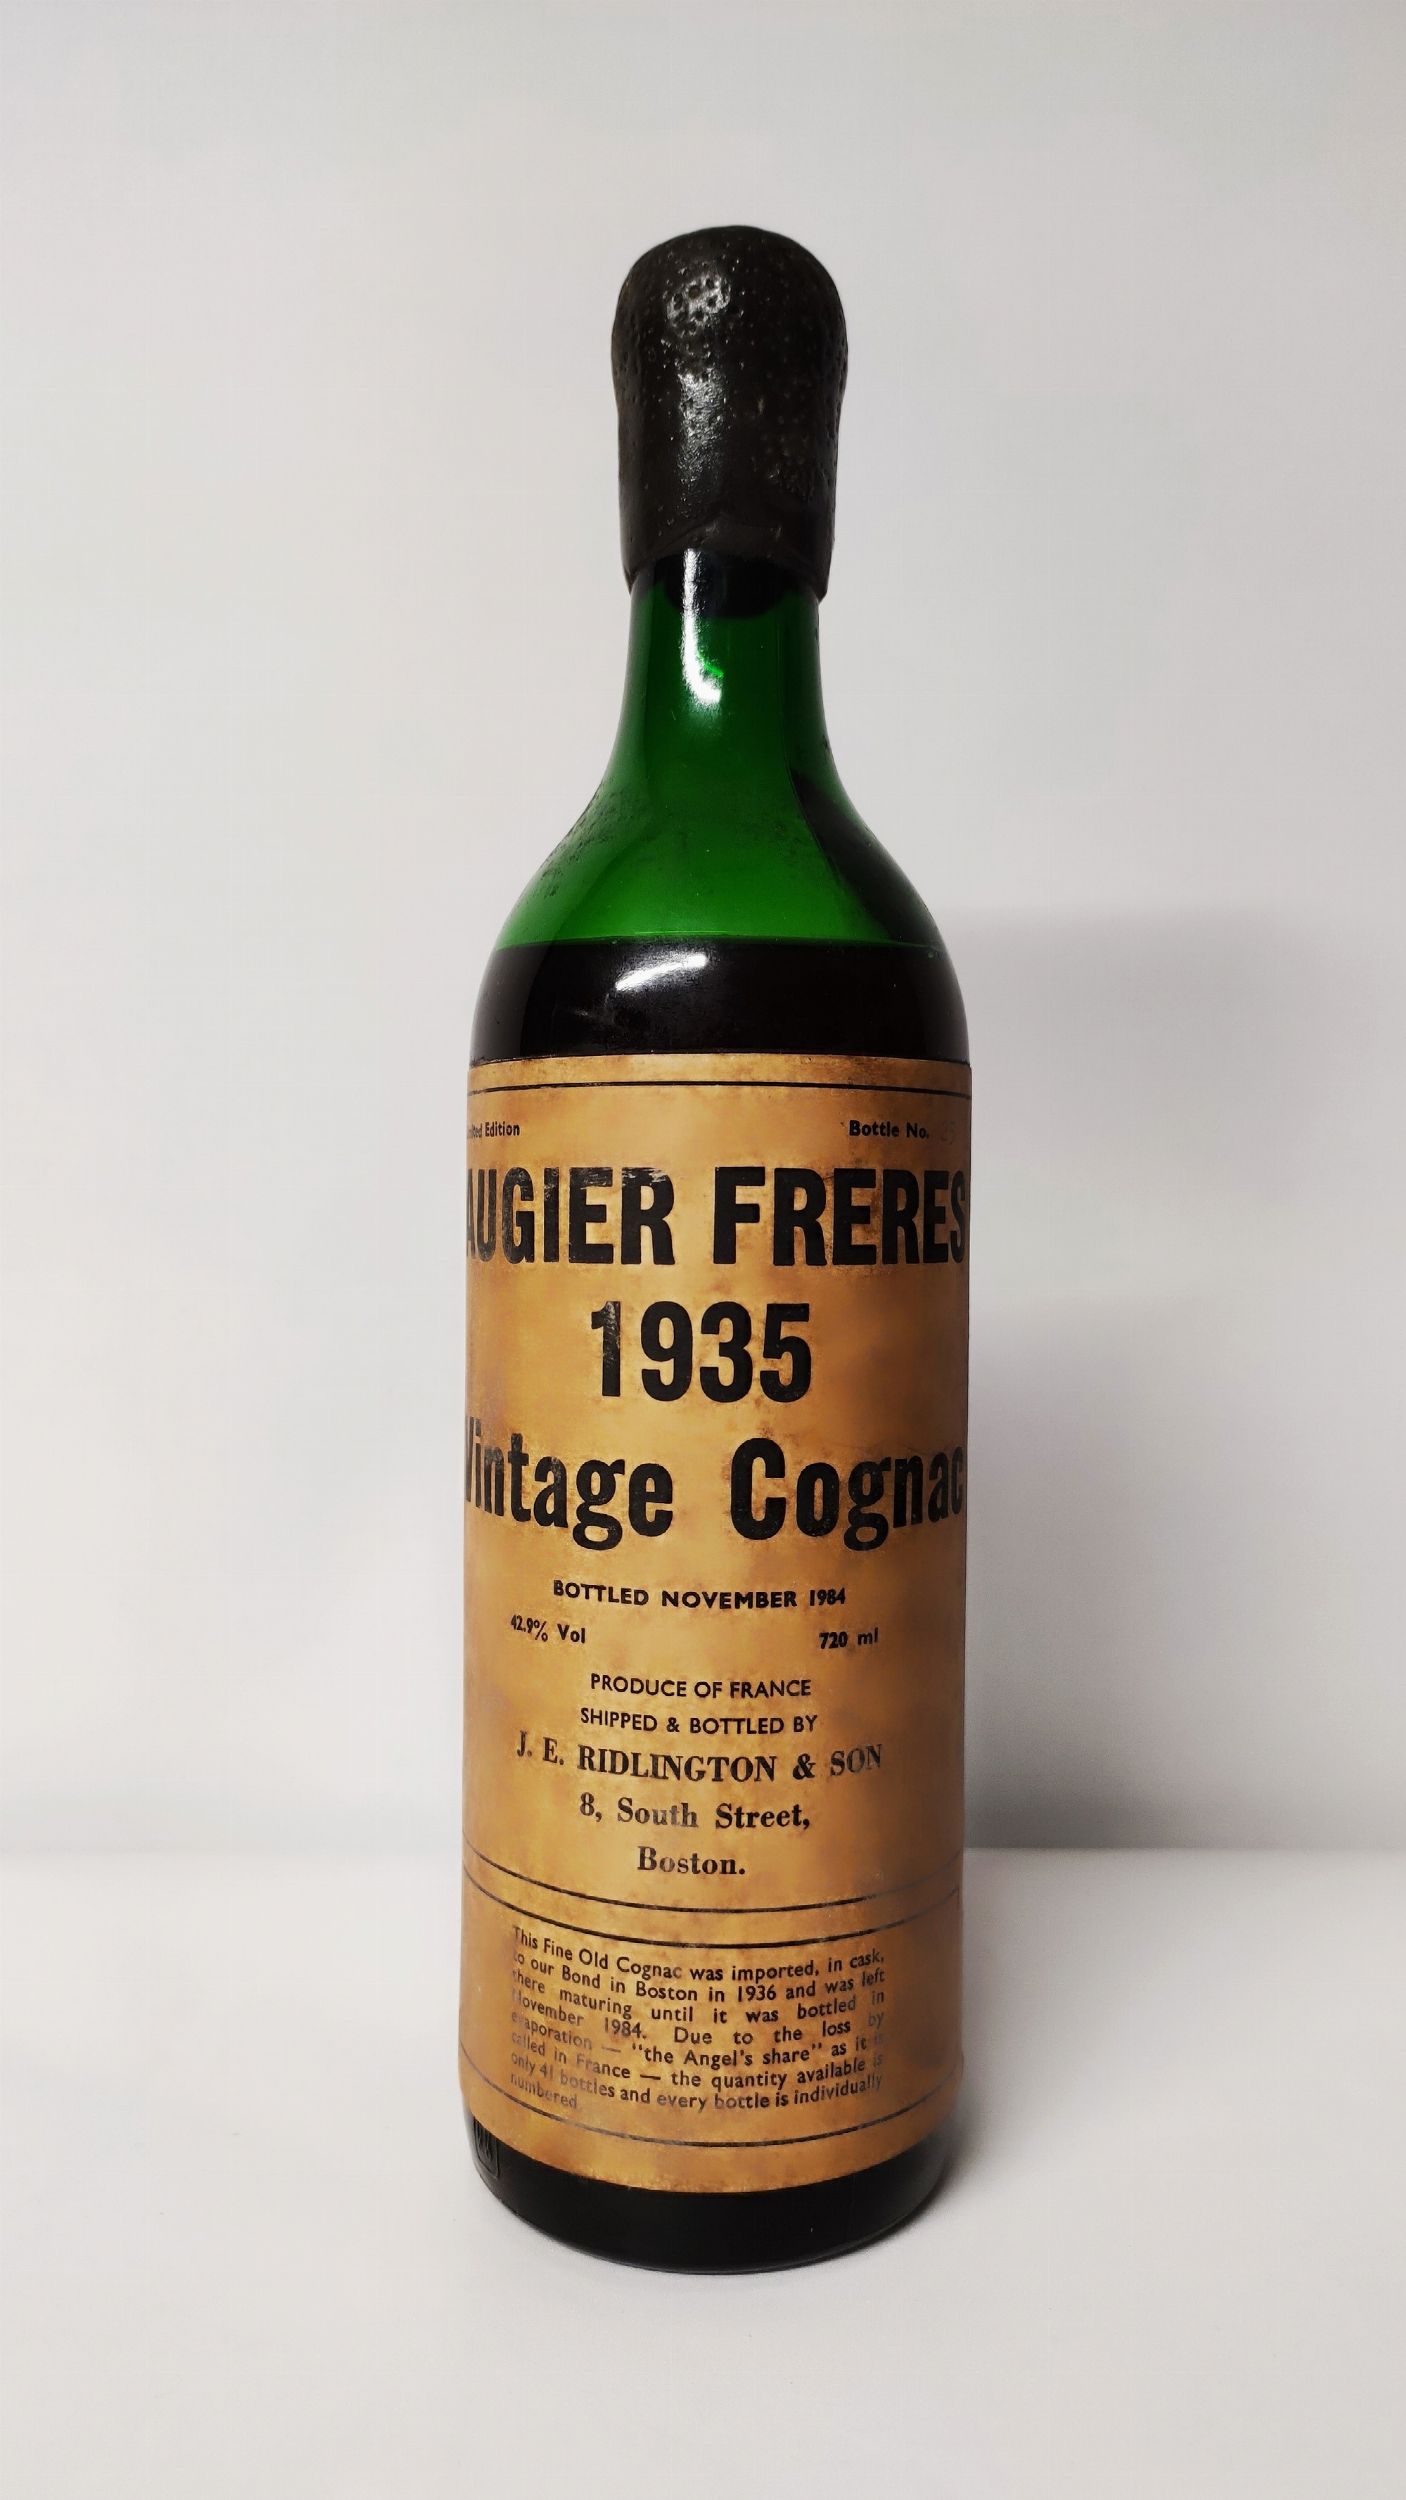 Limited Edition Bottle No. 25
AUGIER FRERES
1935
Vintage Cognac
BOTTLED NOVEMBER 1984
42.9% Vol 720 ml
PRODUCE OF FRANCE
SHIPPED & BOTTLED BY
J. E. RIDLINGTON & SON
8, South Street,
Boston.
This Fine Old Cognac was imported, in cask,
to our Bond in Boston in 1936 and was left
there maturing until it was bottled in
November 1984. Due to the loss by
evaporation — "the Angel's share" as it is
called in France — the quantity available is
only 41 bottles and every bottle is individually
numbered